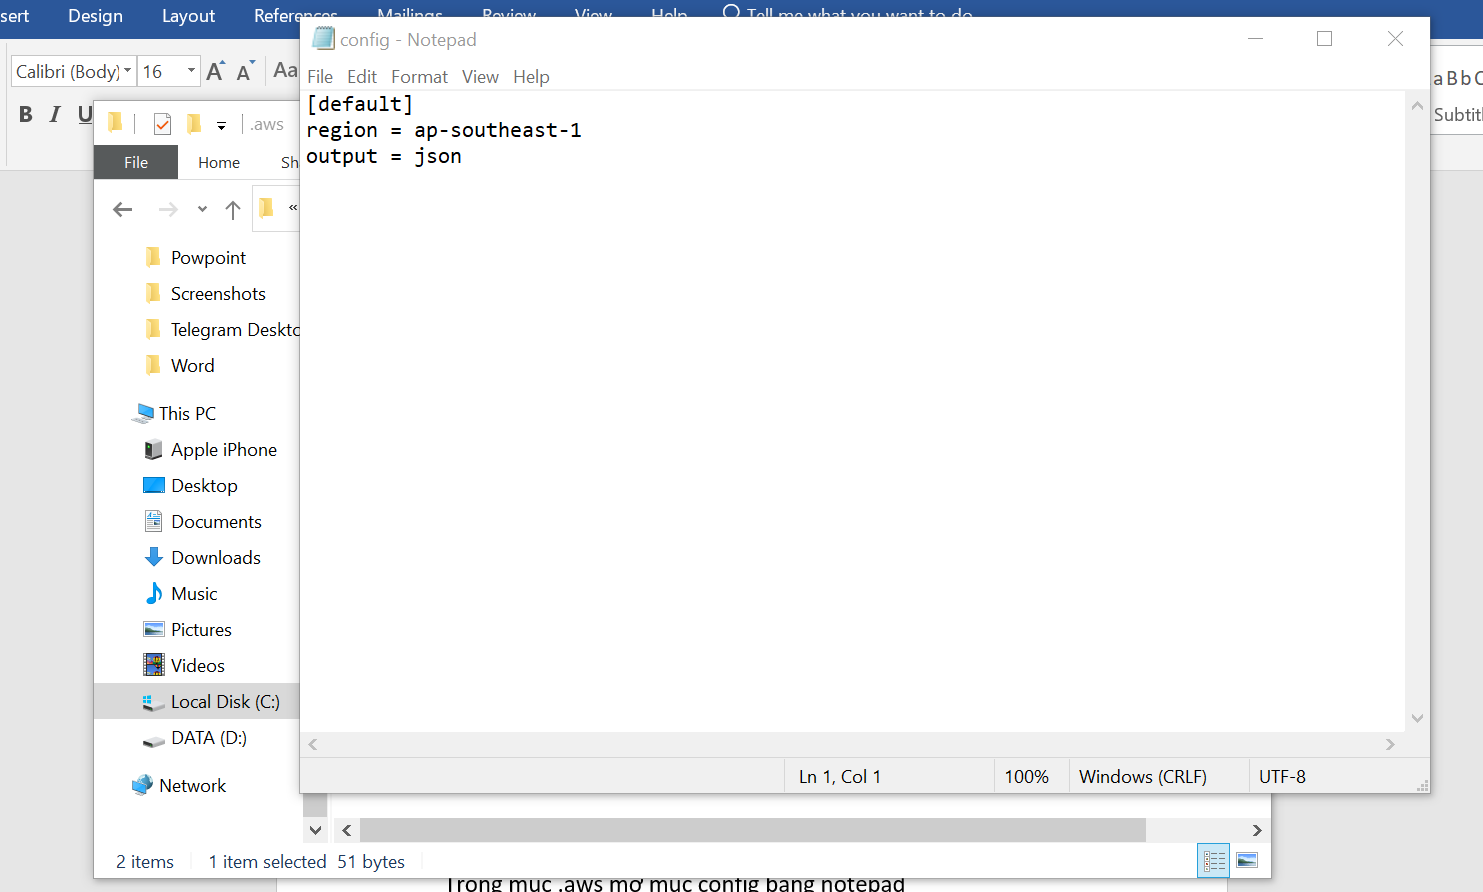 sert Design Layout References Mailings Review View Help Tell me what you want to do
config - Notepad
Calibri (Body) 16 Aa
File Edit Format View Help
B I U
[default]
region = ap-southeast-1
output = json
aBbC
Subtit
.aws
File Home Sh
«
Powpoint
Screenshots
Telegram Deskto
Word
This PC
Apple iPhone
Desktop
Documents
Downloads
Music
Pictures
Videos
Local Disk (C:)
DATA (D:)
Network
Ln 1, Col 1 100% Windows (CRLF) UTF-8
2 items 1 item selected 51 bytes
Trong mục .aws mở mục config bằng notepad